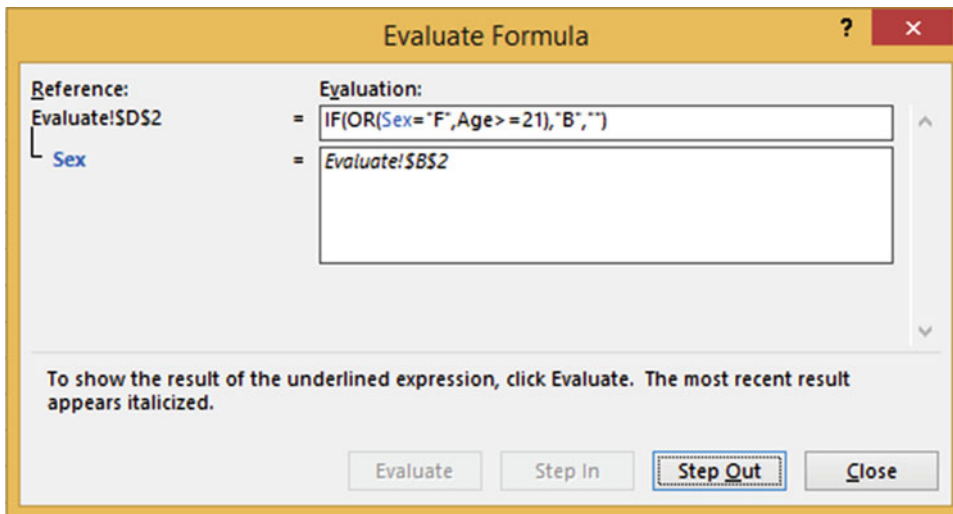 Evaluate Formula
?
×
Reference:
Evaluation:
Evaluate!$D$2
=
IF(OR(Sex="F",Age>=21),"B","")
Sex
=
Evaluate!$B$2
To show the result of the underlined expression, click Evaluate. The most recent result
appears italicized.
Evaluate
Step In
Step Out
Close